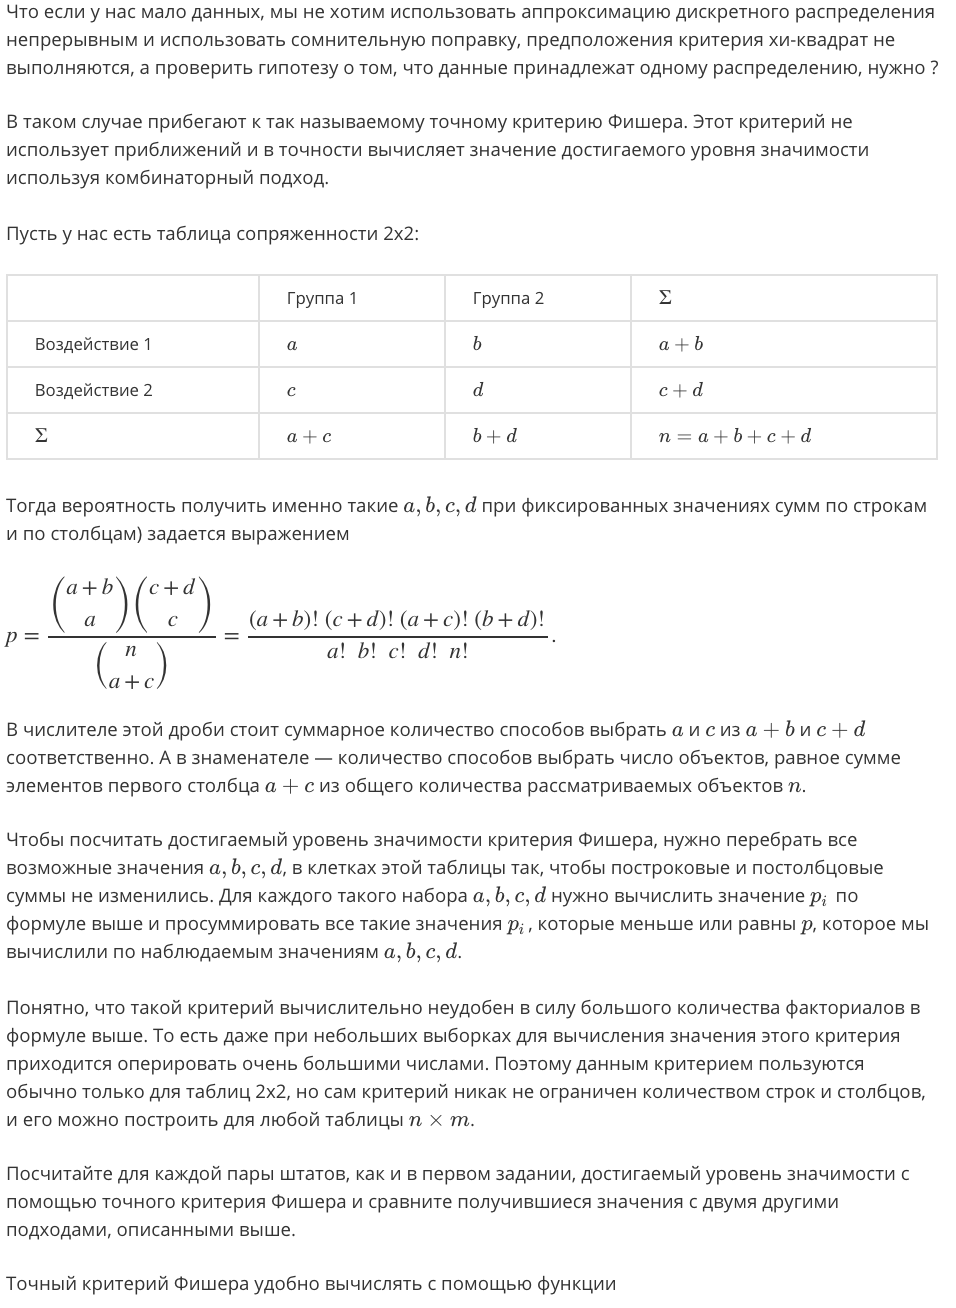 Что если у нас мало данных, мы не хотим использовать аппроксимацию дискретного распределения
непрерывным и использовать сомнительную поправку, предположения критерия хи-квадрат не
выполняются, а проверить гипотезу о том, что данные принадлежат одному распределению, нужно ?
В таком случае прибегают к так называемому точному критерию Фишера. Этот критерий не
использует приближений и в точности вычисляет значение достигаемого уровня значимости
используя комбинаторный подход.
Пусть у нас есть таблица сопряженности 2x2:
Группа 1 Группа 2 Σ
Воздействие 1 a b a + b
Воздействие 2 c d c + d
Σ a + c b + d n = a + b + c + d
Тогда вероятность получить именно такие a, b, c, d при фиксированных значениях сумм по строкам
и по столбцам) задается выражением
p = \frac{\binom{a+b}{a}\binom{c+d}{c}}{\binom{n}{a+c}} = \frac{(a+b)! (c+d)! (a+c)! (b+d)!}{a! b! c! d! n!}.
В числителе этой дроби стоит суммарное количество способов выбрать a и c из a + b и c + d
соответственно. А в знаменателе — количество способов выбрать число объектов, равное сумме
элементов первого столбца a + c из общего количества рассматриваемых объектов n.
Чтобы посчитать достигаемый уровень значимости критерия Фишера, нужно перебрать все
возможные значения a, b, c, d, в клетках этой таблицы так, чтобы построковые и постолбцовые
суммы не изменились. Для каждого такого набора a, b, c, d нужно вычислить значение p_i по
формуле выше и просуммировать все такие значения p_i , которые меньше или равны p, которое мы
вычислили по наблюдаемым значениям a, b, c, d.
Понятно, что такой критерий вычислительно неудобен в силу большого количества факториалов в
формуле выше. То есть даже при небольших выборках для вычисления значения этого критерия
приходится оперировать очень большими числами. Поэтому данным критерием пользуются
обычно только для таблиц 2x2, но сам критерий никак не ограничен количеством строк и столбцов,
и его можно построить для любой таблицы n × m.
Посчитайте для каждой пары штатов, как и в первом задании, достигаемый уровень значимости с
помощью точного критерия Фишера и сравните получившиеся значения с двумя другими
подходами, описанными выше.
Точный критерий Фишера удобно вычислять с помощью функции